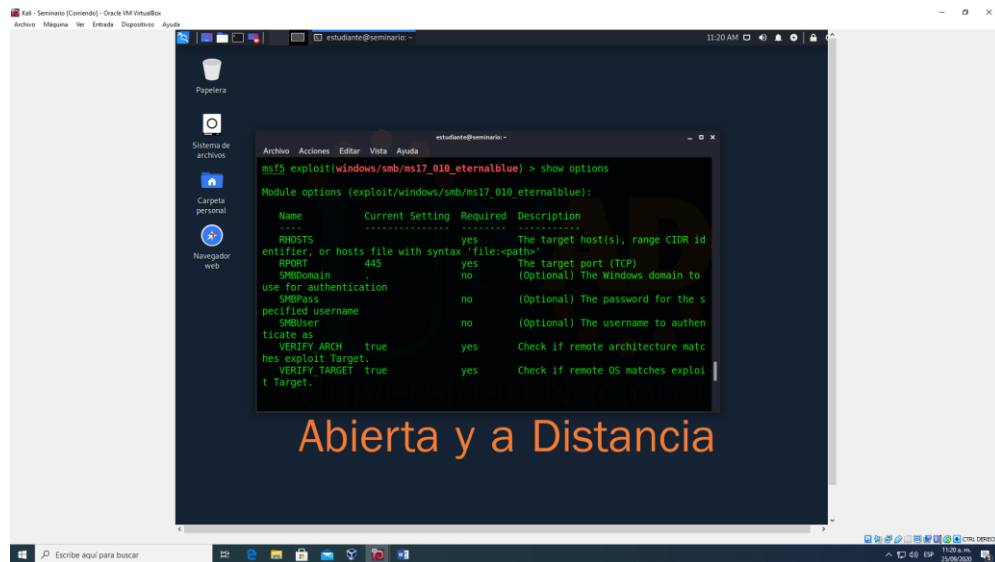 Kali - Seminario [Corriendo] - Oracle VM VirtualBox
Archivo Máquina Ver Entrada Dispositivos Ayuda
estudiante@seminario: ~
11:20 AM
Papelera
Sistema de
archivos
Carpeta
personal
Navegador
web
estudiante@seminario: ~
Archivo Acciones Editar Vista Ayuda
msf5 exploit(windows/smb/ms17_010_eternalblue) > show options
Module options (exploit/windows/smb/ms17_010_eternalblue):
Name Current Setting Required Description
---- --------------- -------- -----------
RHOSTS yes The target host(s), range CIDR id
entifier, or hosts file with syntax 'file:<path>'
RPORT 445 yes The target port (TCP)
SMBDomain . no (Optional) The Windows domain to
use for authentication
SMBPass no (Optional) The password for the s
pecified username
SMBUser no (Optional) The username to authen
ticate as
VERIFY_ARCH true yes Check if remote architecture matc
hes exploit Target.
VERIFY_TARGET true yes Check if remote OS matches exploi
t Target.
Abierta y a Distancia
CTRL DERECH
Escribe aquí para buscar
ESP
11:20 a. m.
25/09/2020